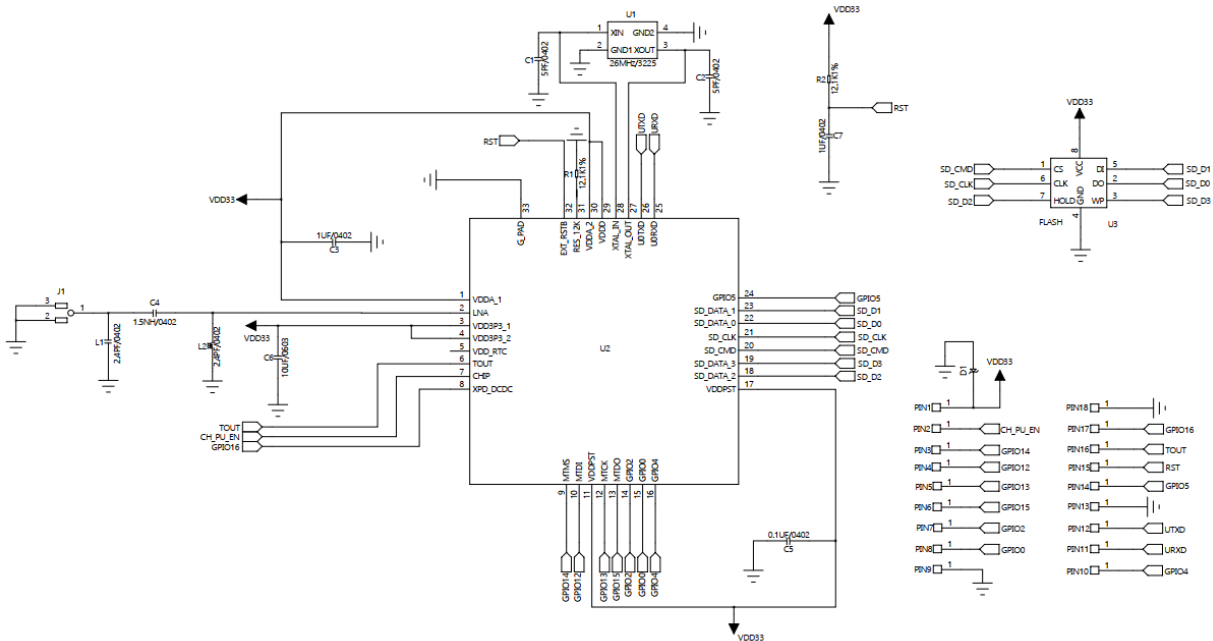 U1
1 XIN GND2 4
2 GND1 XOUT 3
26MHz/3225
C1
5PF/0402
C2
5PF/0402
VDD33
R2
12.1K1%
RST
C7
1UF/0402
VDD33
8
VCC
SD_CMD 1 CS DI 5 SD_D1
SD_CLK 6 CLK DO 2 SD_D0
SD_D2 7 HOLD WP 3 SD_D3
GND
4
FLASH
U3
UTXD
URXD
RST
R1
12.1K1%
VDD33
33 32 31 30 29 28 27 26 25
G_PAD
EXT_RSTB
RES_12K
VDDA_2
VDDD
XTAL_IN
XTAL_OUT
U0TXD
U0RXD
1UF/0402
C3
J1
3
2
1
C4
1.5NH/0402
L1
2.4PF/0402
L2
2.4PF/0402
VDD33
C6
10UF/0603
1 VDDA_1
2 LNA
3 VDD3P3_1
4 VDD3P3_2
5 VDD_RTC
6 TOUT
7 CHIP
8 XPD_DCDC
U2
GPIO5 24 GPIO5
SD_DATA_1 23 SD_D1
SD_DATA_0 22 SD_D0
SD_CLK 21 SD_CLK
SD_CMD 20 SD_CMD
SD_DATA_3 19 SD_D3
SD_DATA_2 18 SD_D2
VDDPST 17
TOUT
CH_PU_EN
GPIO16
MTMS
MTDI
VDDPST
MTCK
MTDO
GPIO2
GPIO0
GPIO4
9 10 11 12 13 14 15 16
GPIO14
GPIO12
GPIO13
GPIO15
GPIO2
GPIO0
GPIO4
0.1UF/0402
C5
VDD33
D1
VDD33
PIN1 1
PIN2 1 CH_PU_EN
PIN3 1 GPIO14
PIN4 1 GPIO12
PIN5 1 GPIO13
PIN6 1 GPIO15
PIN7 1 GPIO2
PIN8 1 GPIO0
PIN9 1
PIN18 1
PIN17 1 GPIO16
PIN16 1 TOUT
PIN15 1 RST
PIN14 1 GPIO5
PIN13 1
PIN12 1 UTXD
PIN11 1 URXD
PIN10 1 GPIO4